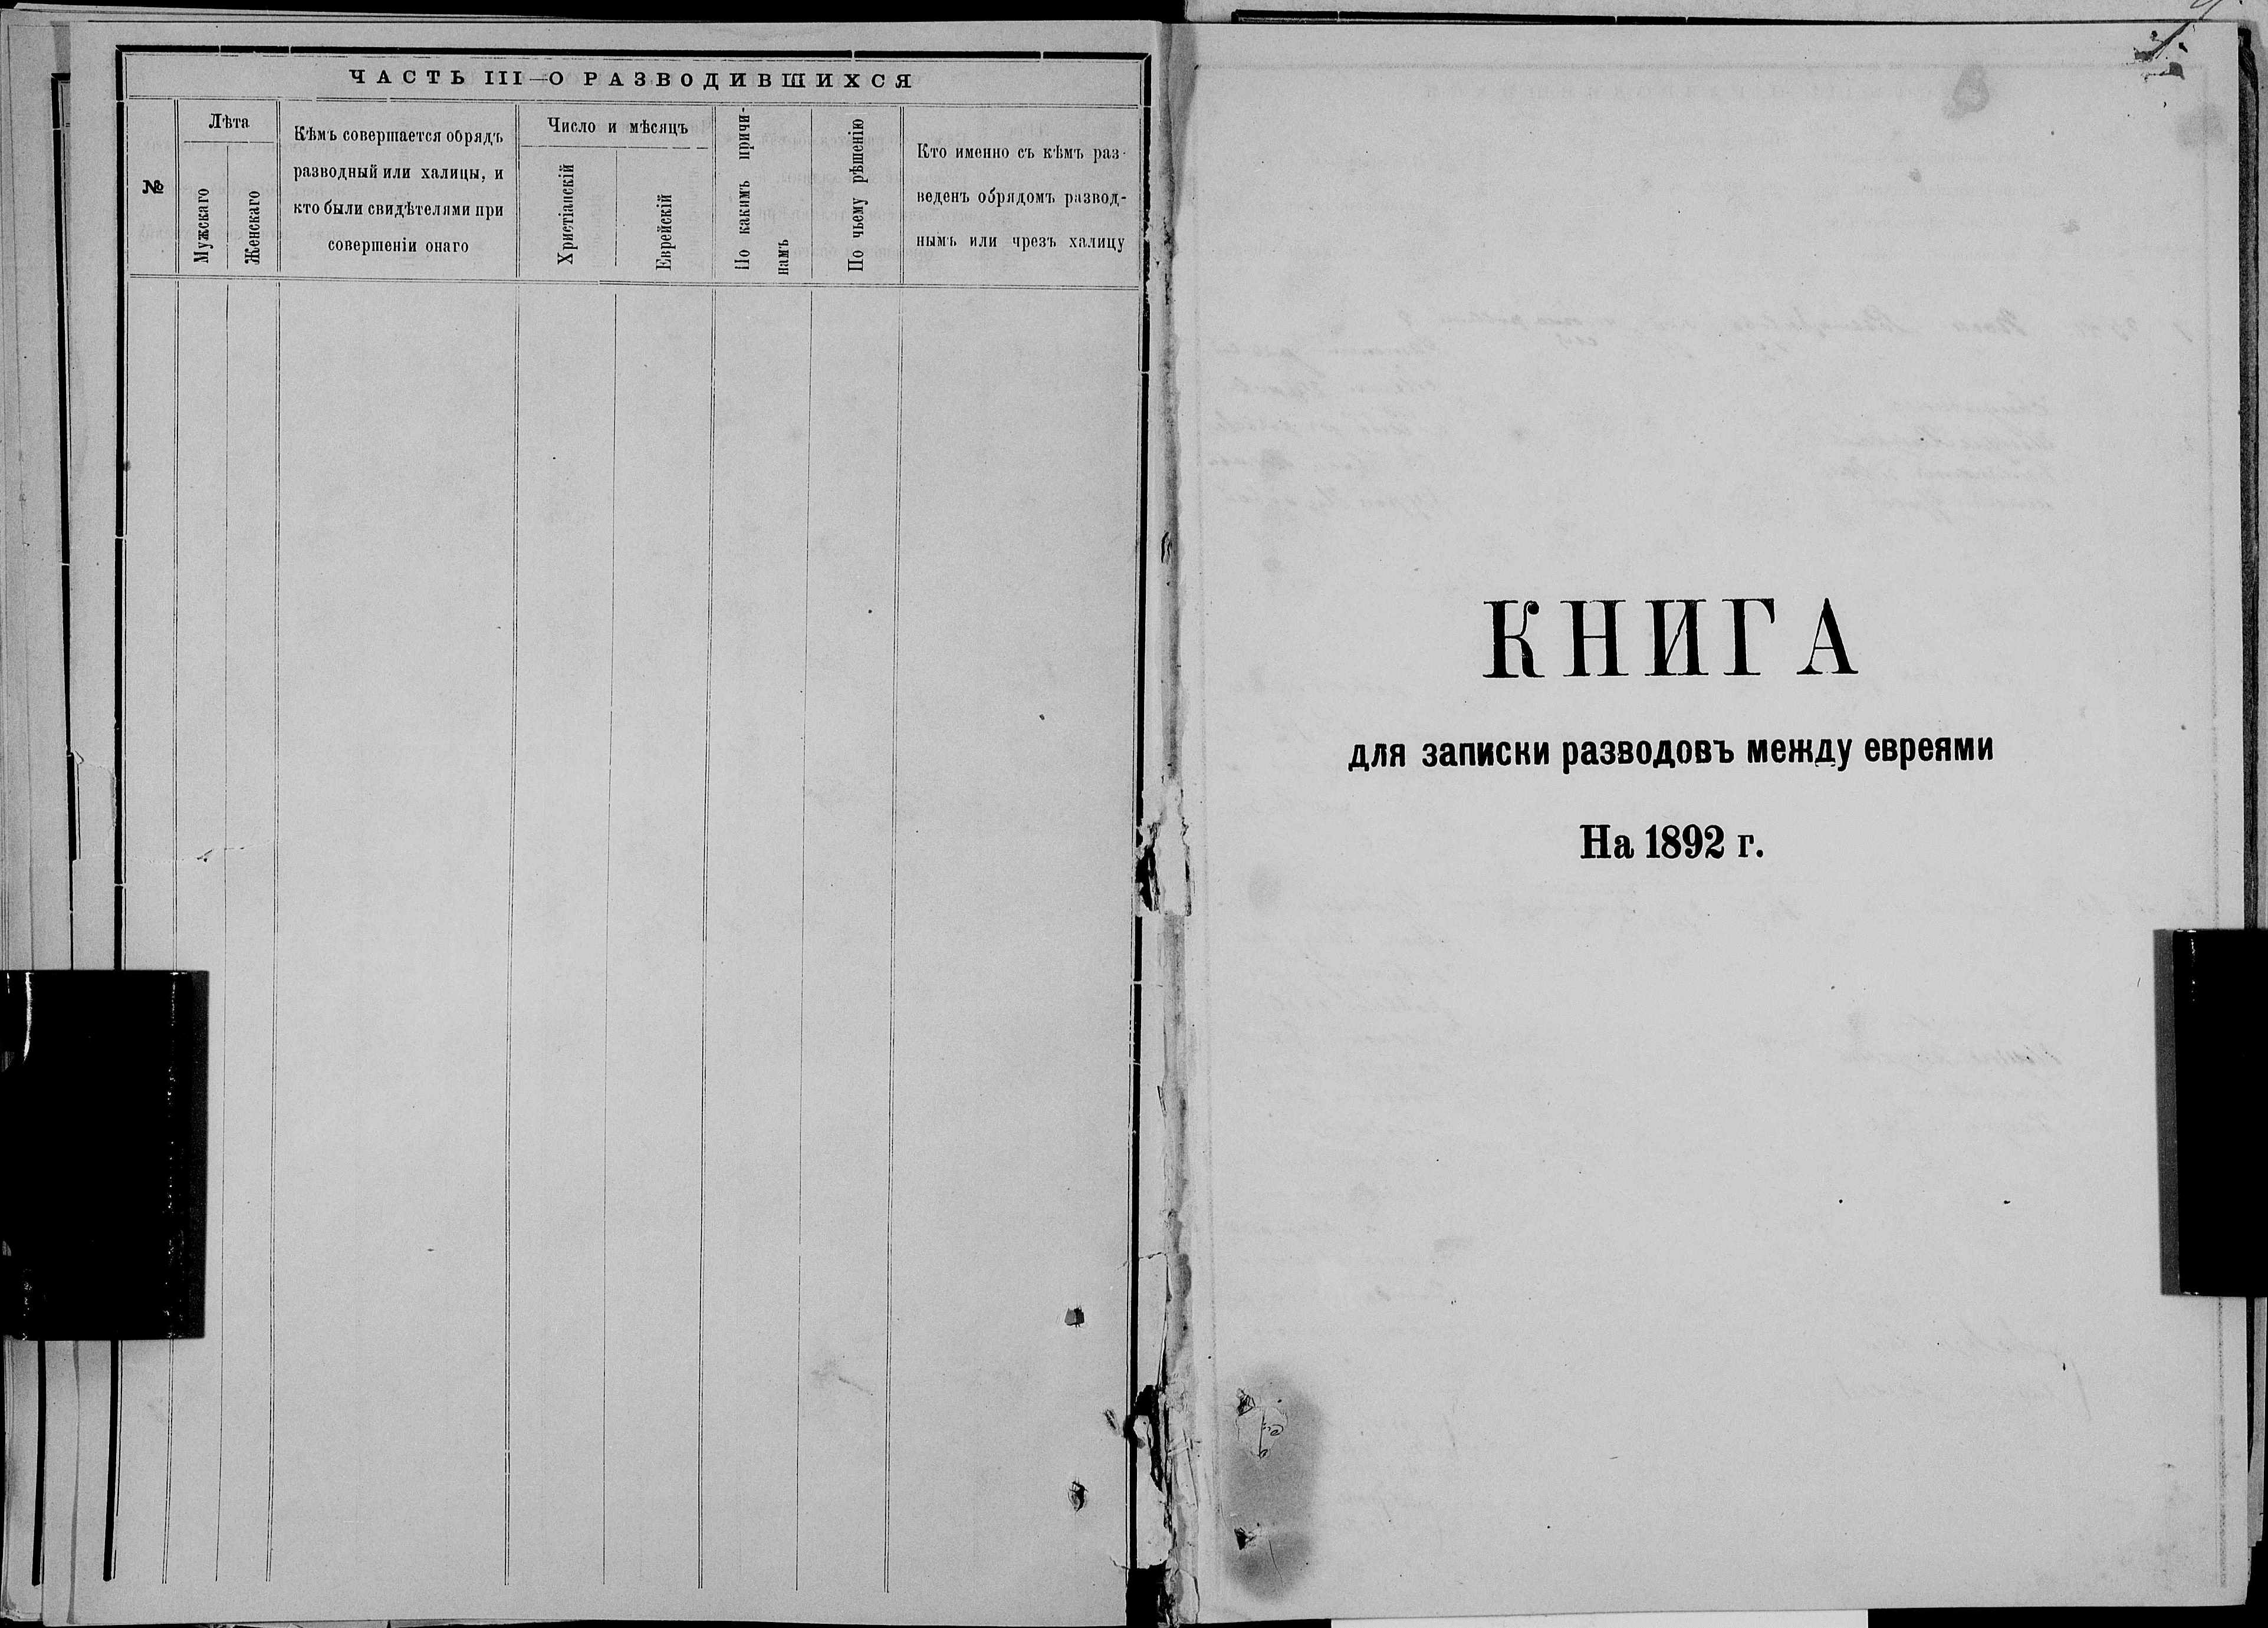 ЧАСТЬ III—О РАЗВОДИВШИХСЯ
№
Лѣта
Мужскаго
Женскаго
Кѣмъ совершается обрядъ
разводный или халицы, и
кто были свидѣтелями при
совершеніи онаго
Число и мѣсяцъ
Христіанскій
Еврейскій
По какимъ причи-
намъ
По чьему рѣшенію
Кто именно съ кѣмъ раз-
веденъ обрядомъ развод-
нымъ или чрезъ халицу
КНИГА
для записки разводовъ между евреями
На 1892 г.